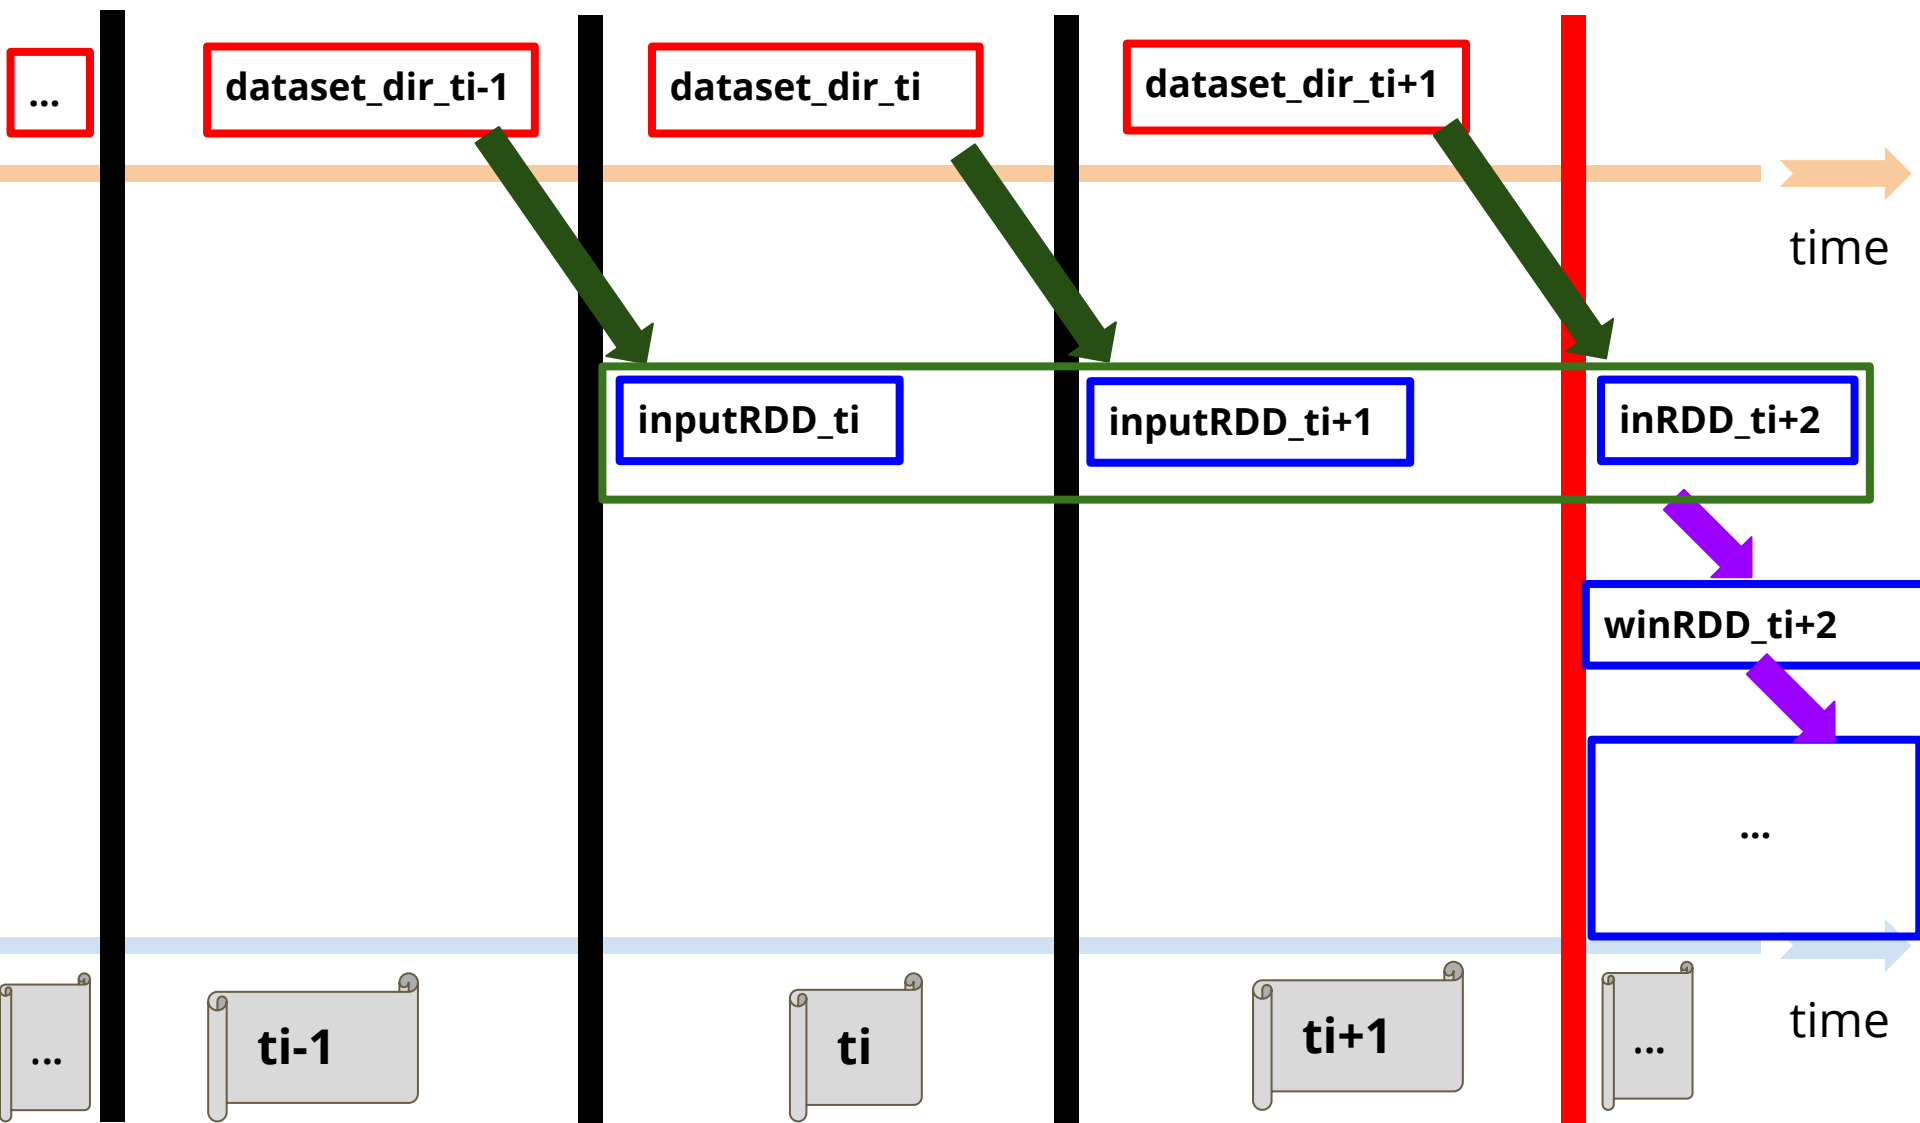 ...
dataset_dir_ti-1
dataset_dir_ti
dataset_dir_ti+1
time
inputRDD_ti
inputRDD_ti+1
inRDD_ti+2
winRDD_ti+2
...
...
ti-1
ti
ti+1
...
time